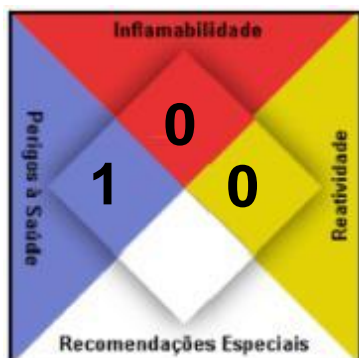 Inflamabilidade
0
Perigos à Saúde
1
0
Reatividade
Recomendações Especiais